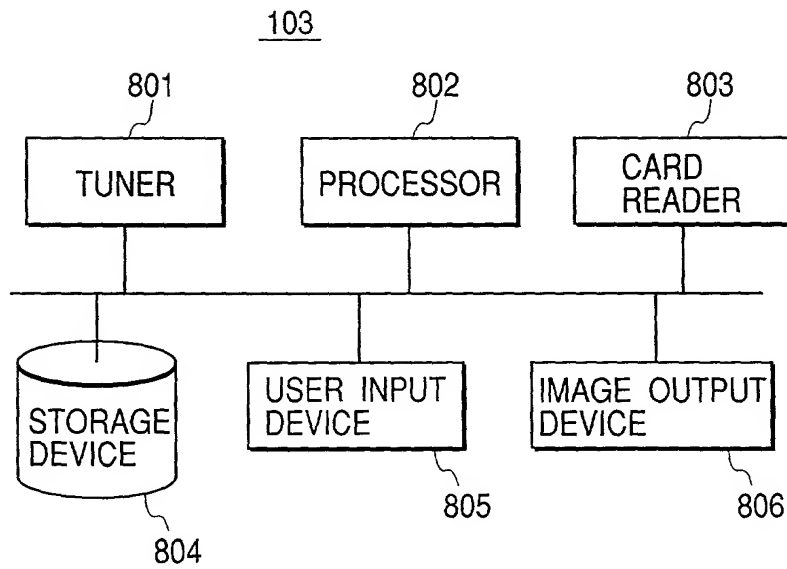 103
801
802
803
TUNER
PROCESSOR
CARD
READER
STORAGE
DEVICE
USER INPUT
DEVICE
IMAGE OUTPUT
DEVICE
804
805
806